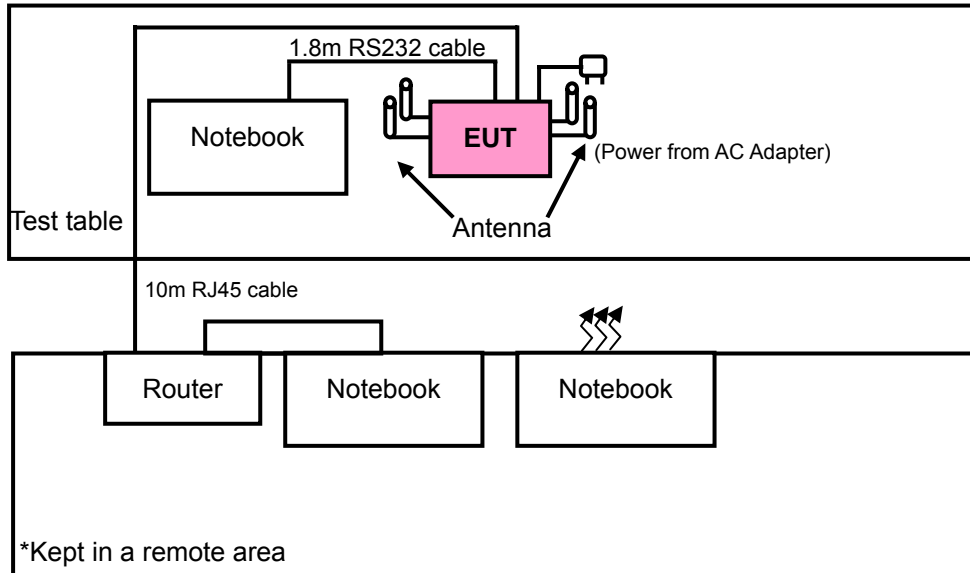 1.8m RS232 cable
Notebook
EUT
(Power from AC Adapter)
Antenna
Test table
10m RJ45 cable
Router
Notebook
Notebook
*Kept in a remote area